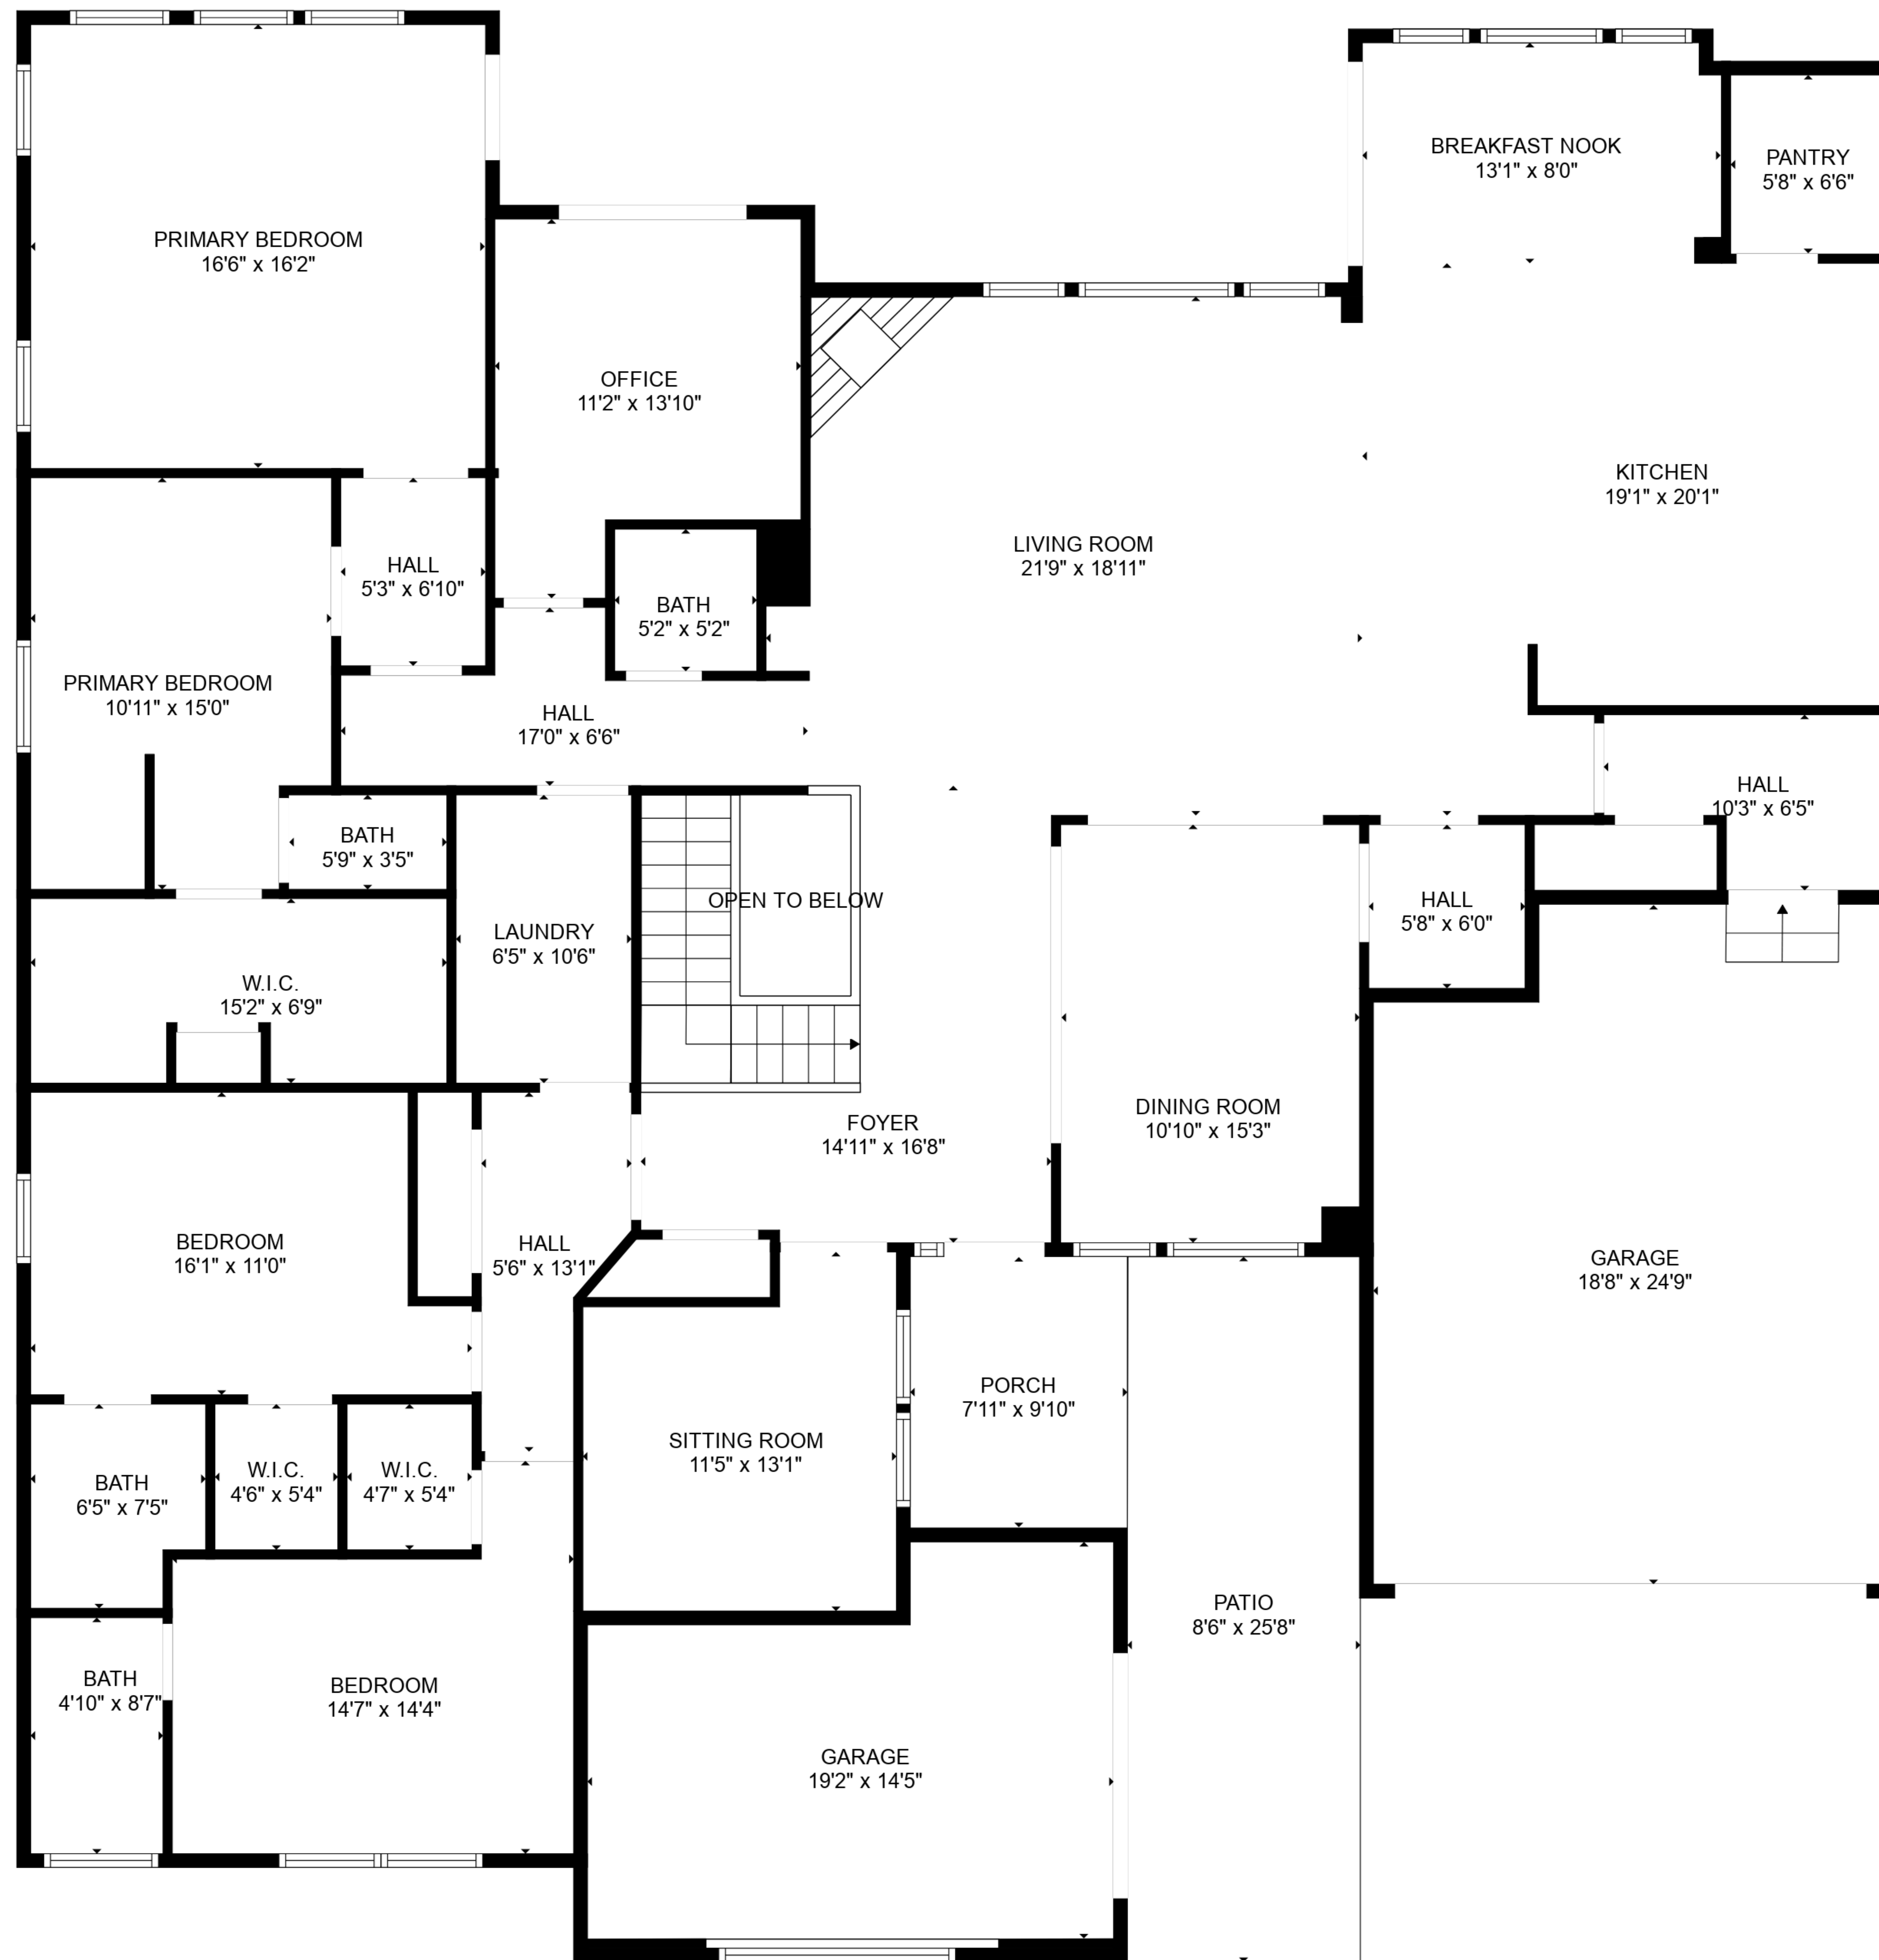 BREAKFAST NOOK
13'1" x 8'0"
PANTRY
5'8" x 6'6"
PRIMARY BEDROOM
16'6" x 16'2"
OFFICE
11'2" x 13'10"
KITCHEN
19'1" x 20'1"
LIVING ROOM
21'9" x 18'11"
HALL
5'3" x 6'10"
BATH
5'2" x 5'2"
PRIMARY BEDROOM
10'11" x 15'0"
HALL
17'0" x 6'6"
HALL
10'3" x 6'5"
BATH
5'9" x 3'5"
OPEN TO BELOW
HALL
5'8" x 6'0"
LAUNDRY
6'5" x 10'6"
W.I.C.
15'2" x 6'9"
DINING ROOM
10'10" x 15'3"
FOYER
14'11" x 16'8"
BEDROOM
16'1" x 11'0"
HALL
5'6" x 13'1"
GARAGE
18'8" x 24'9"
PORCH
7'11" x 9'10"
SITTING ROOM
11'5" x 13'1"
BATH
6'5" x 7'5"
W.I.C.
4'6" x 5'4"
W.I.C.
4'7" x 5'4"
PATIO
8'6" x 25'8"
BATH
4'10" x 8'7"
BEDROOM
14'7" x 14'4"
GARAGE
19'2" x 14'5"